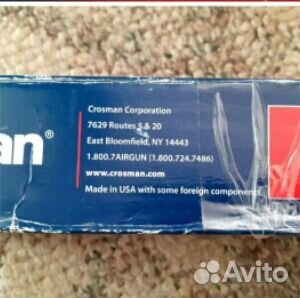 Crosman Corporation
7629 Routes 5 & 20
East Bloomfield, NY 14443
1.800.7AIRGUN (1.800.724.7486)
www.crosman.com
Made in USA with some foreign components
an®
Avito